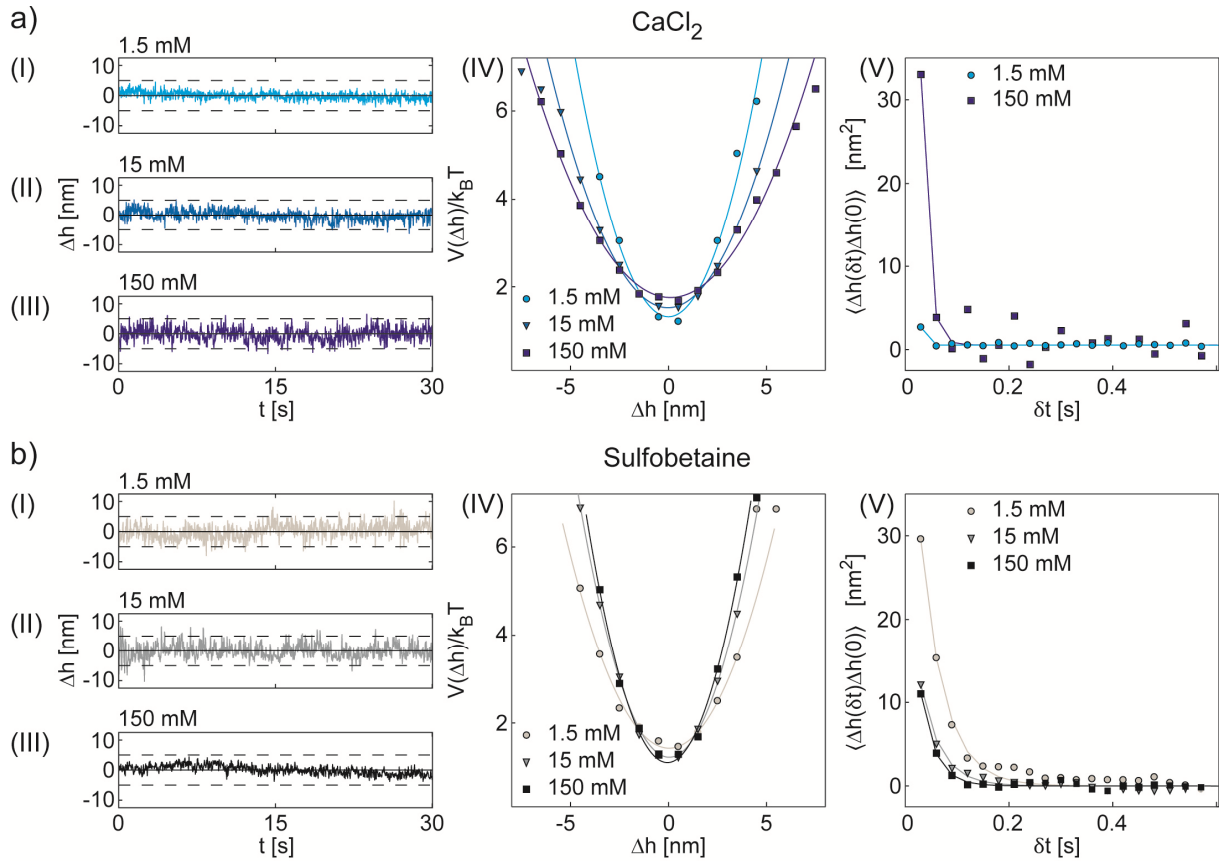 a)
CaCl2
(I)
1.5 mM
10
0
-10
(II)
15 mM
10
0
-10
Δh [nm]
(III)
150 mM
10
0
-10
0
15
30
t [s]
(IV)
V(Δh)/kBT
6
4
2
1.5 mM
15 mM
150 mM
-5
0
5
Δh [nm]
(V)
⟨Δh(δt)Δh(0)⟩ [nm²]
30
20
10
0
1.5 mM
150 mM
0
0.2
0.4
δt [s]
b)
Sulfobetaine
(I)
1.5 mM
10
0
-10
(II)
15 mM
10
0
-10
Δh [nm]
(III)
150 mM
10
0
-10
0
15
30
t [s]
(IV)
V(Δh)/kBT
6
4
2
1.5 mM
15 mM
150 mM
-5
0
5
Δh [nm]
(V)
⟨Δh(δt)Δh(0)⟩ [nm²]
30
20
10
0
1.5 mM
15 mM
150 mM
0
0.2
0.4
δt [s]